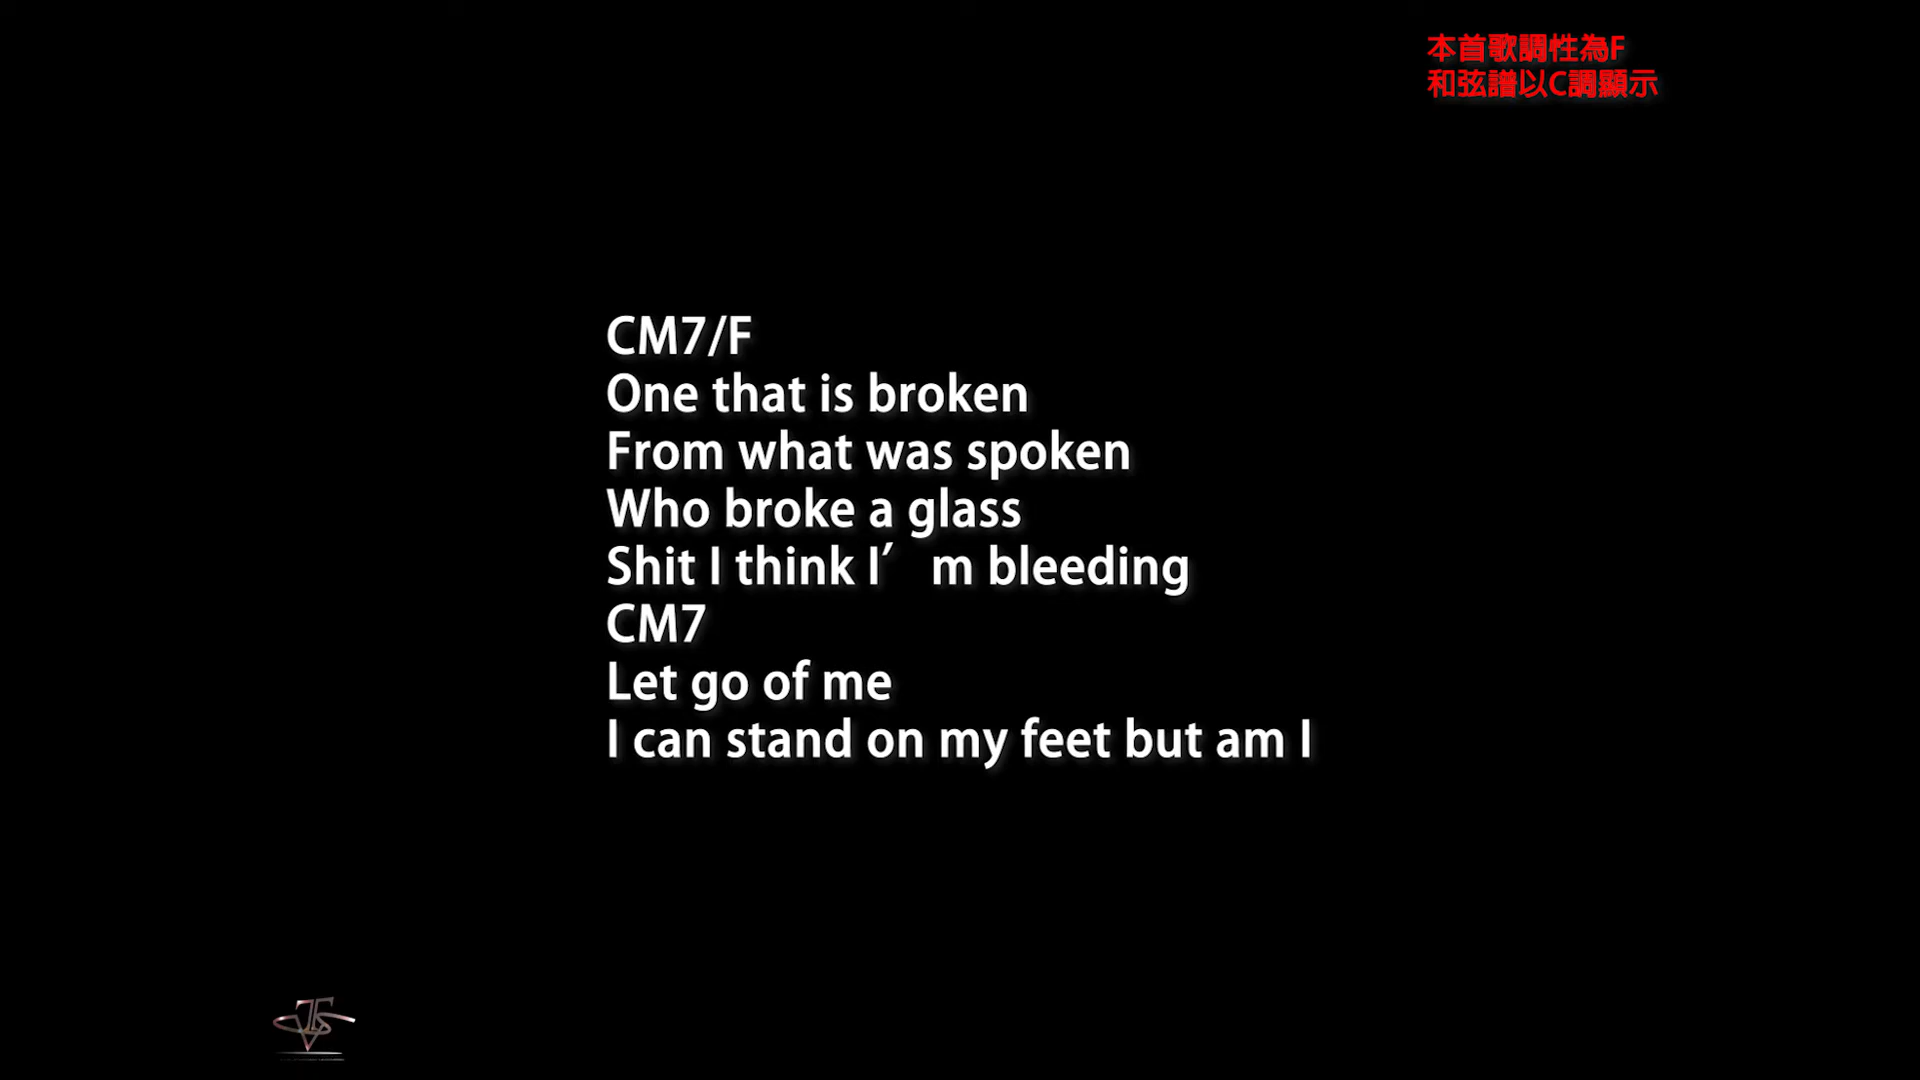 本首歌調性為F
和弦譜以C調顯示
CM7/F
One that is broken
From what was spoken
Who broke a glass
Shit I think I′ m bleeding
CM7
Let go of me
I can stand on my feet but am I